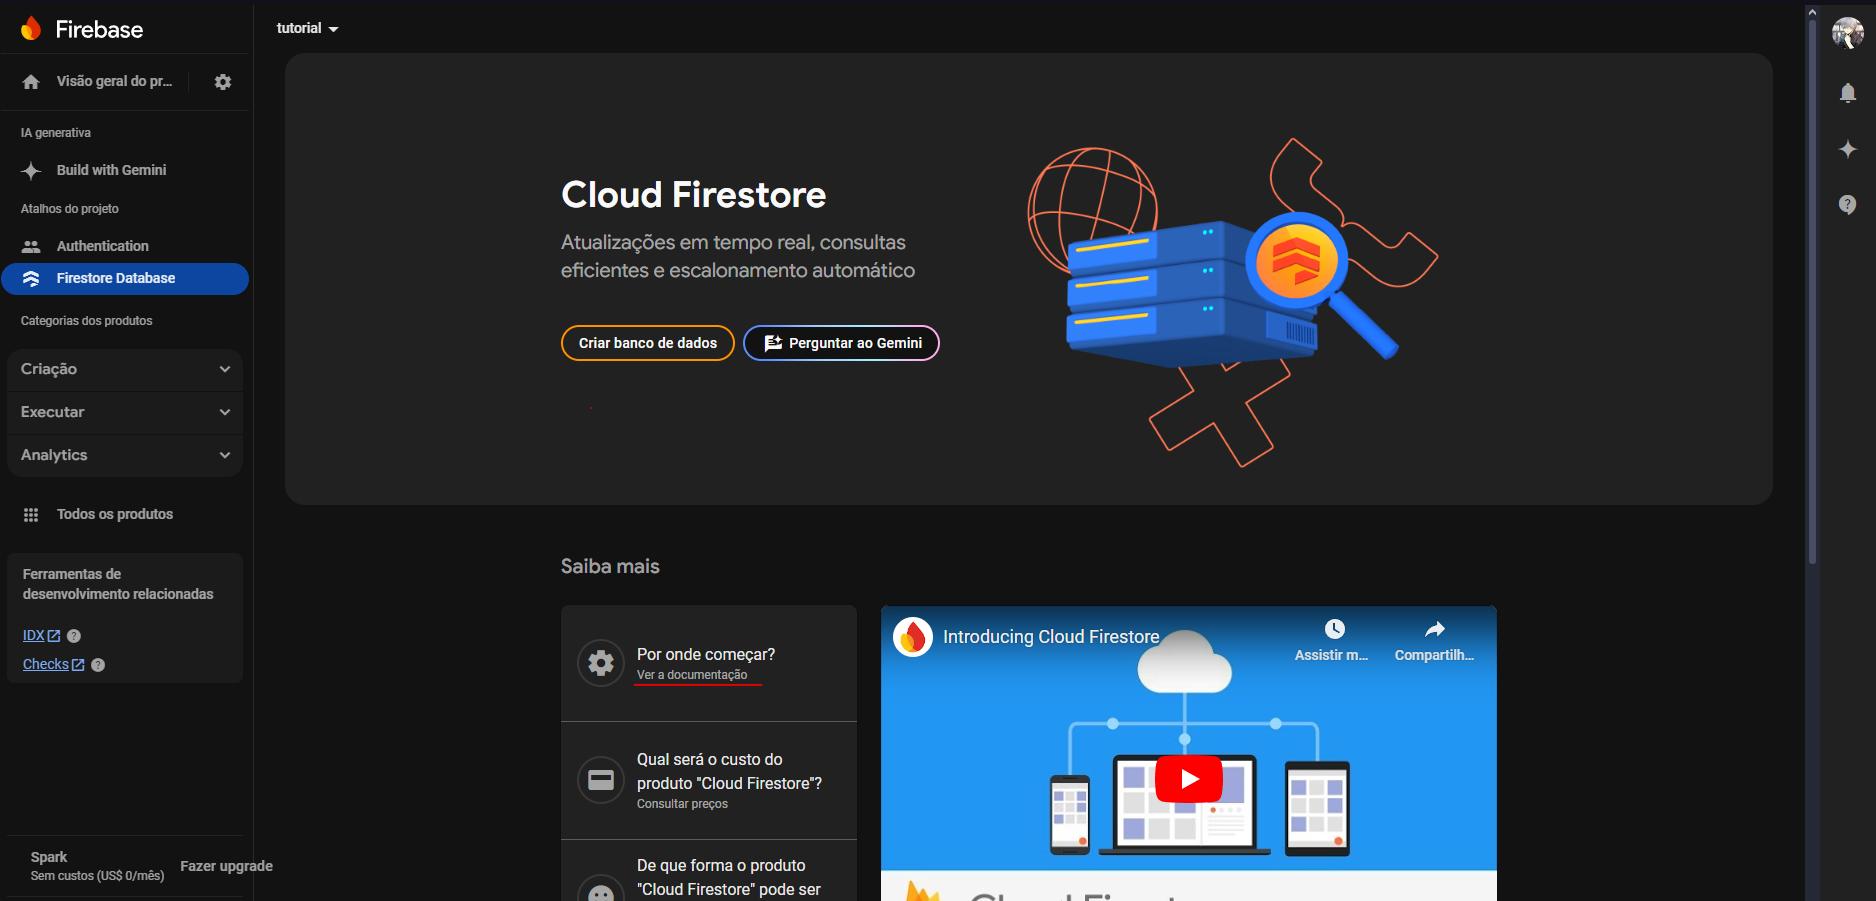 Firebase
Visão geral do pr...
IA generativa
Build with Gemini
Atalhos do projeto
Authentication
Firestore Database
Categorias dos produtos
Criação
Executar
Analytics
Todos os produtos
Ferramentas de
desenvolvimento relacionadas
IDX
Checks
Spark
Sem custos (US$ 0/mês)
Fazer upgrade
tutorial
Cloud Firestore
Atualizações em tempo real, consultas
eficientes e escalonamento automático
Criar banco de dados
Perguntar ao Gemini
Saiba mais
Por onde começar?
Ver a documentação
Qual será o custo do
produto "Cloud Firestore"?
Consultar preços
De que forma o produto
"Cloud Firestore" pode ser
Introducing Cloud Firestore
Assistir m...
Compartilh...
Cloud Firestore